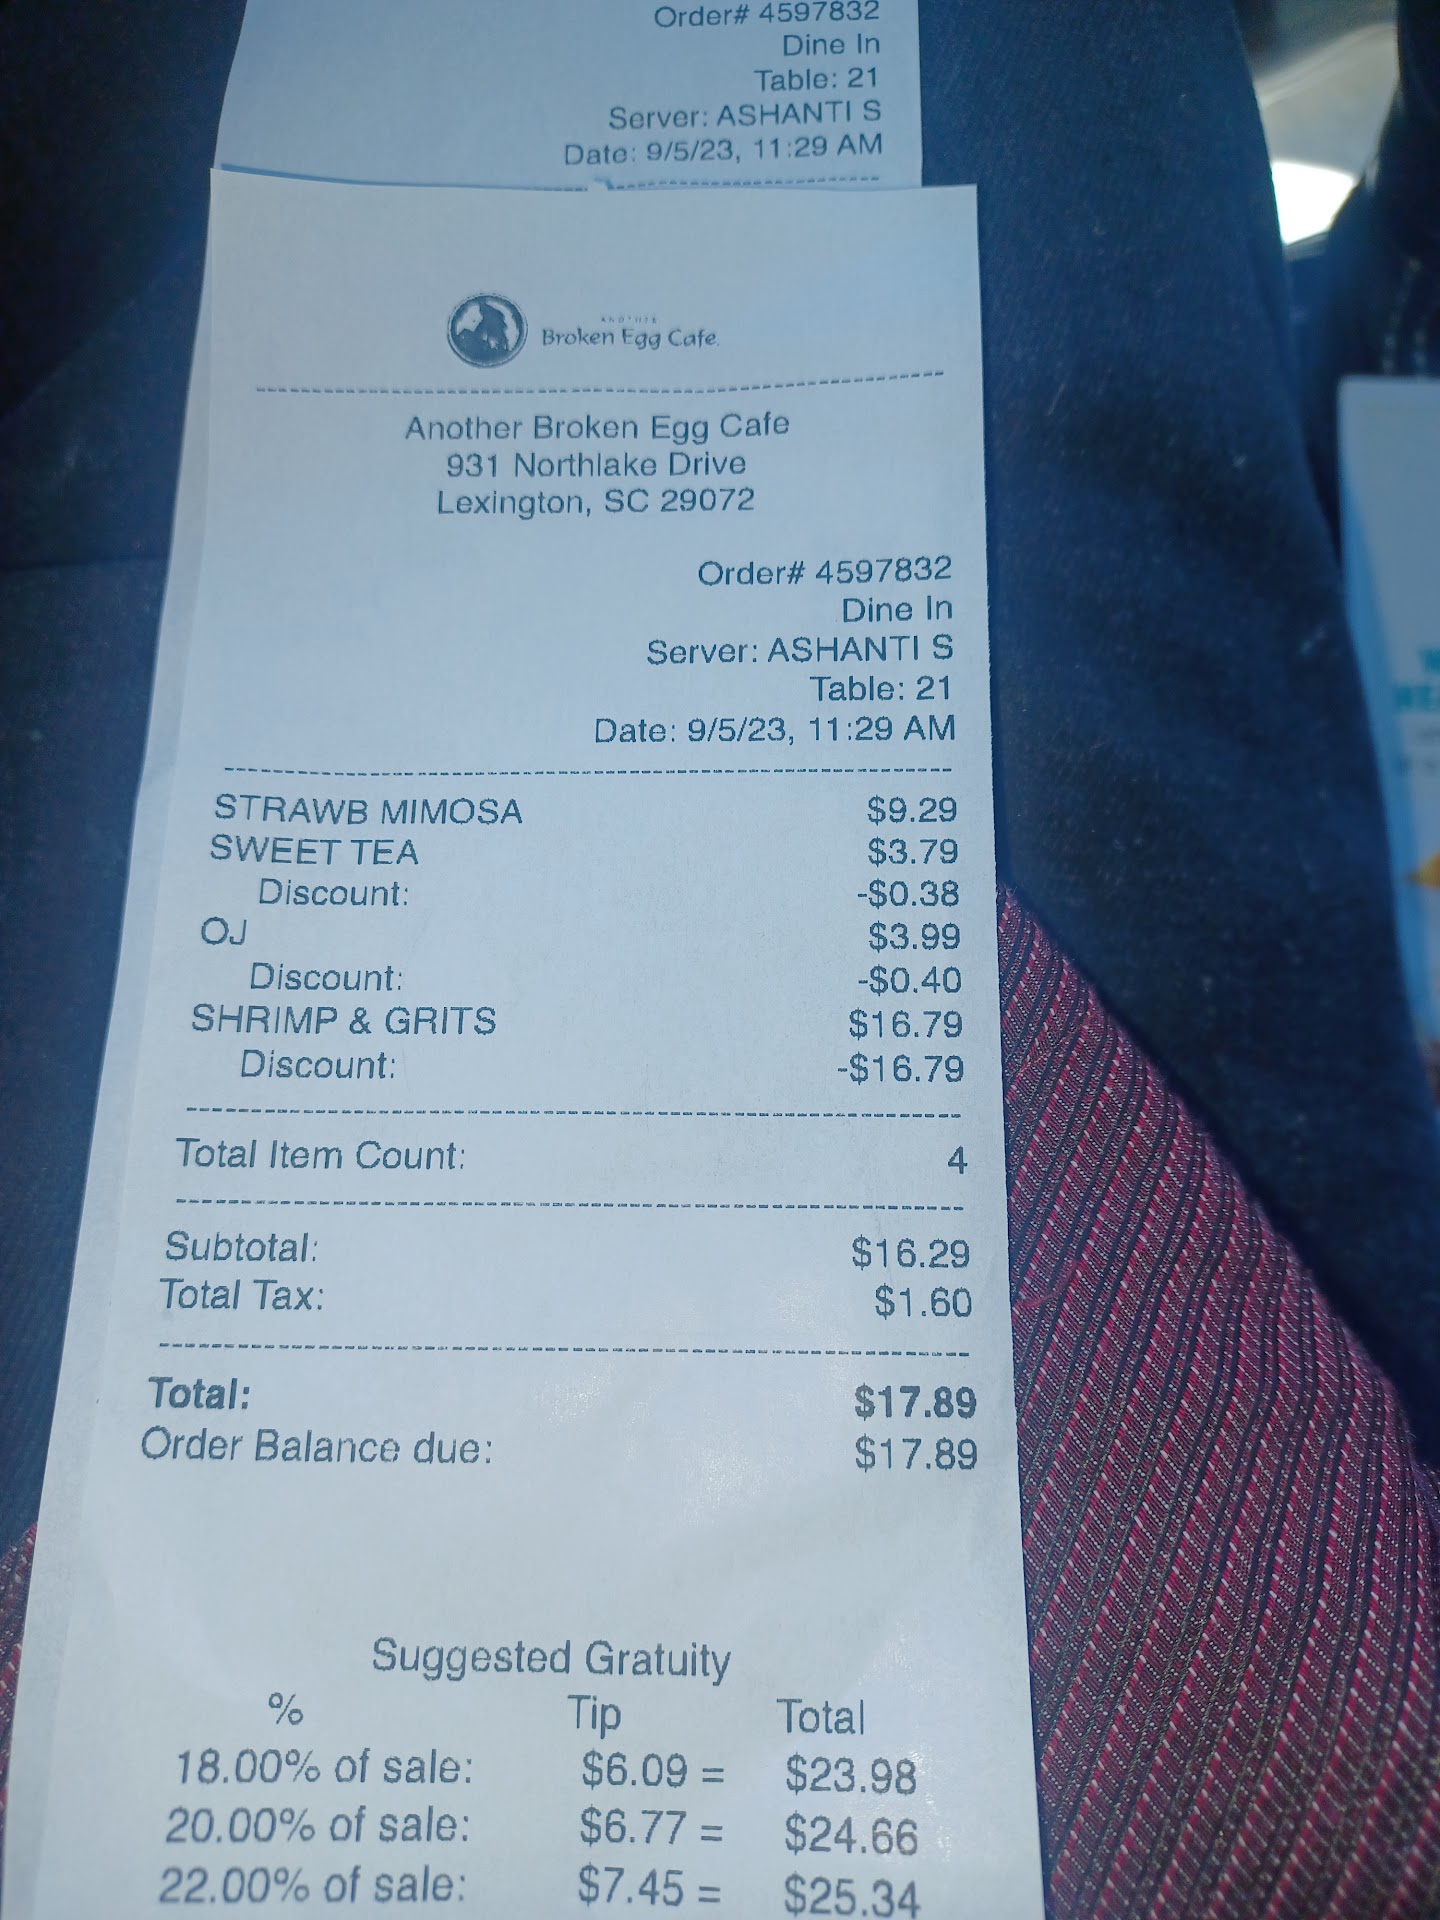 Order# 4597832
Dine In
Table: 21
Server: ASHANTI S
Date: 9/5/23, 11:29 AM
ANOTHER
Broken Egg Cafe.
Another Broken Egg Cafe
931 Northlake Drive
Lexington, SC 29072
Order# 4597832
Dine In
Server: ASHANTI S
Table: 21
Date: 9/5/23, 11:29 AM
STRAWB MIMOSA $9.29
SWEET TEA $3.79
Discount: -$0.38
OJ $3.99
Discount: -$0.40
SHRIMP & GRITS $16.79
Discount: -$16.79
Total Item Count: 4
Subtotal: $16.29
Total Tax: $1.60
Total: $17.89
Order Balance due: $17.89
Suggested Gratuity
% Tip Total
18.00% of sale: $6.09 = $23.98
20.00% of sale: $6.77 = $24.66
22.00% of sale: $7.45 = $25.34